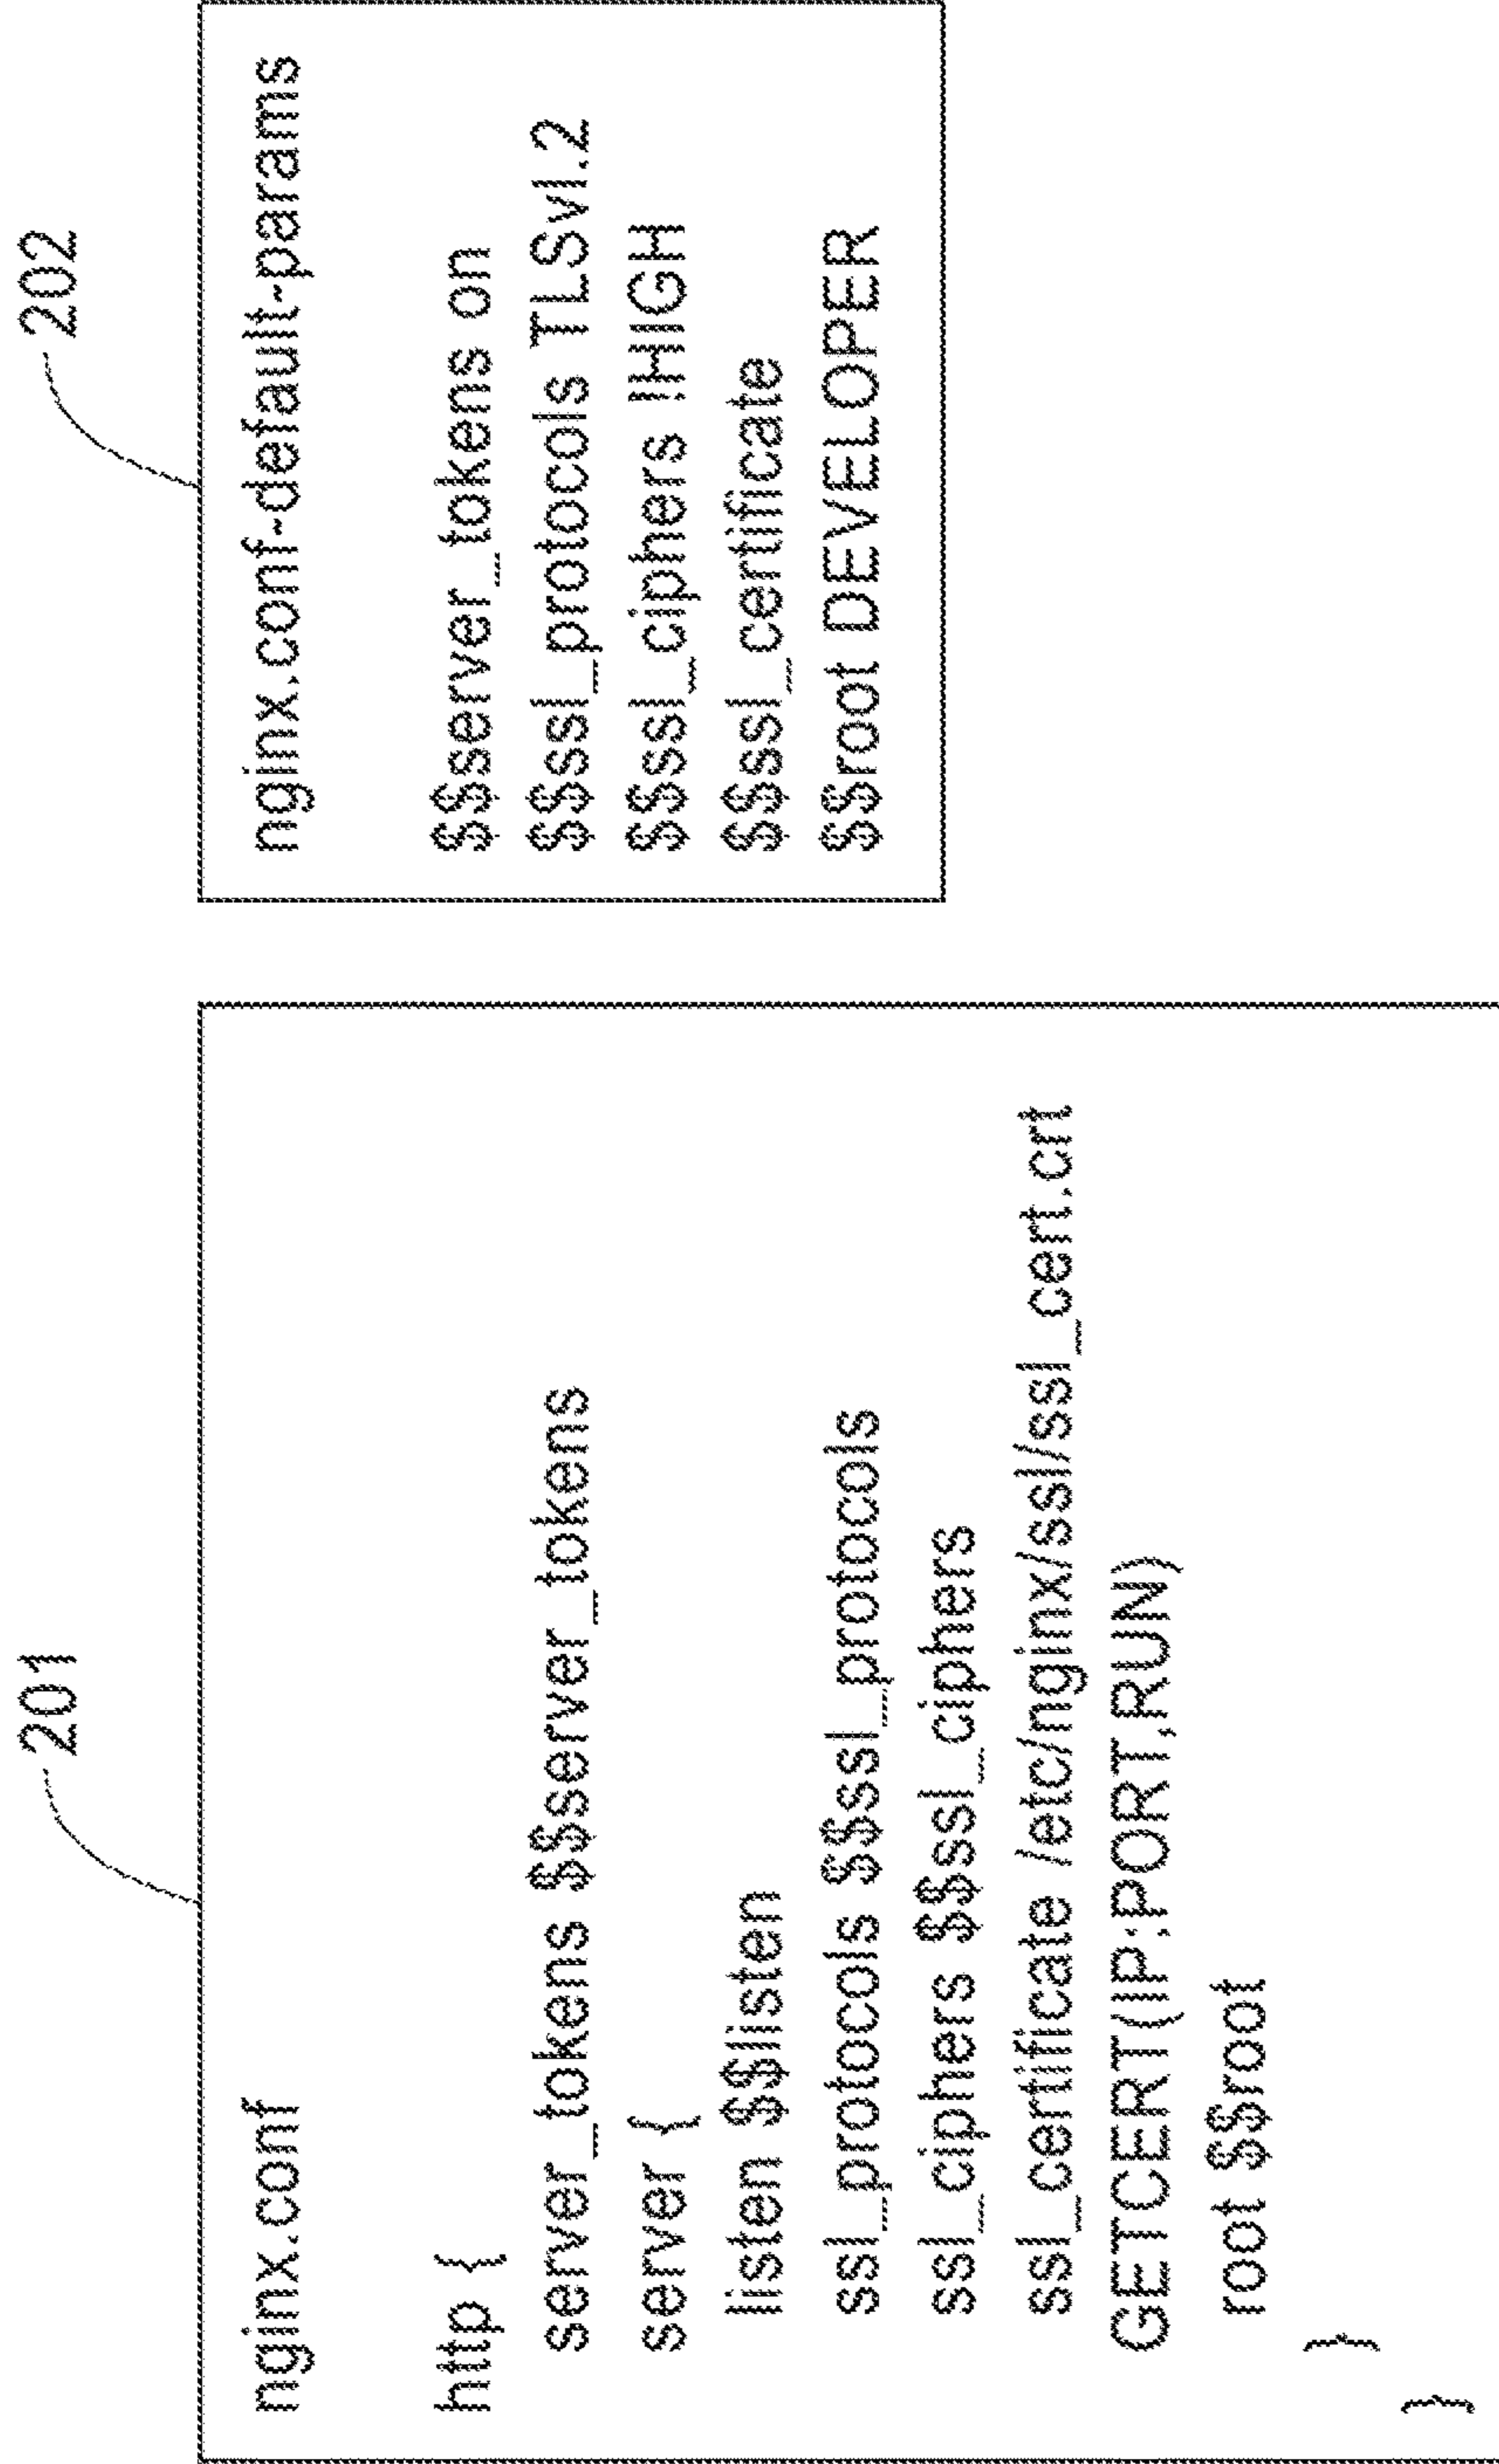 201
nginx.conf
http {
server_tokens $$server_tokens
server {
listen $$listen
ssl_protocols $$ssl_protocols
ssl_ciphers $$ssl_ciphers
ssl_certificate /etc/nginx/ssl/ssl_cert.crt
GETCERT(IP:PORT,RUN)
root $$root
}
}
202
nginx.conf-default-params
$$server_tokens on
$$ssl_protocols TLSv1.2
$$ssl_ciphers !HIGH
$$ssl_certificate
$$root DEVELOPER